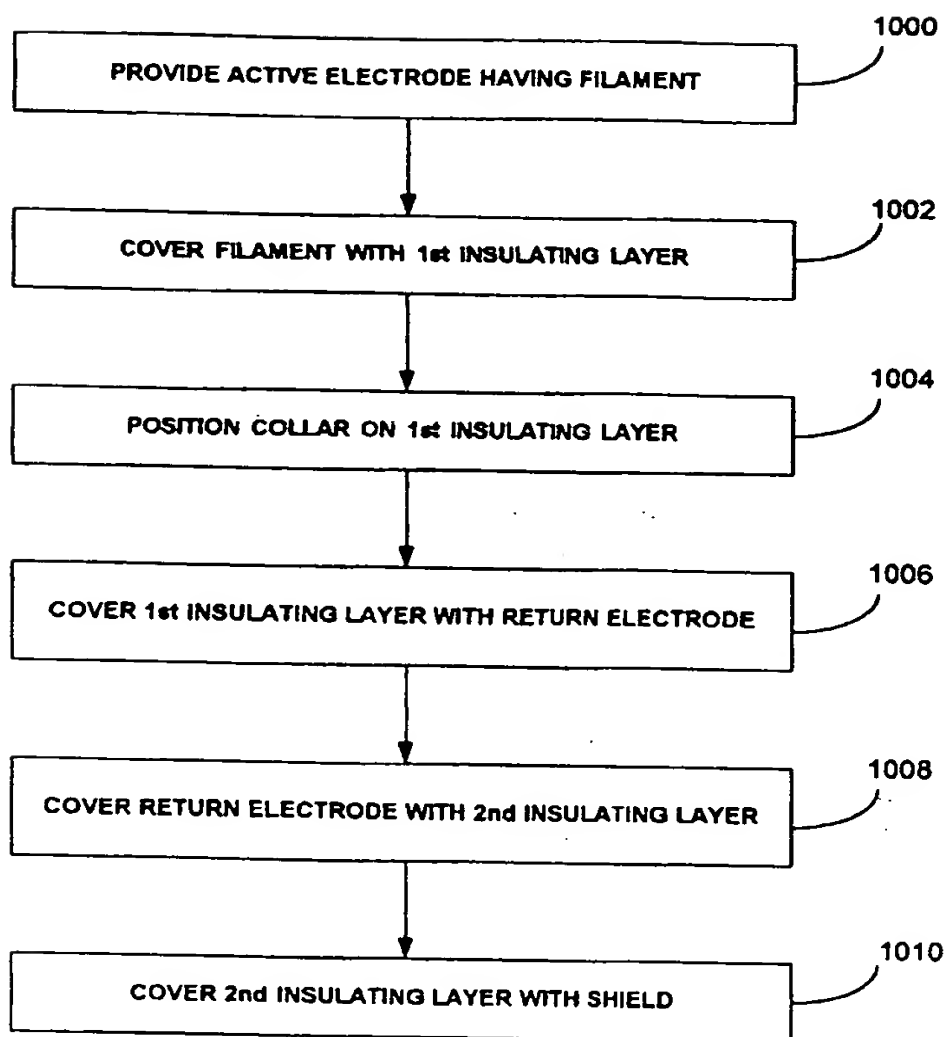 1000
PROVIDE ACTIVE ELECTRODE HAVING FILAMENT
1002
COVER FILAMENT WITH 1st INSULATING LAYER
1004
POSITION COLLAR ON 1st INSULATING LAYER
1006
COVER 1st INSULATING LAYER WITH RETURN ELECTRODE
1008
COVER RETURN ELECTRODE WITH 2nd INSULATING LAYER
1010
COVER 2nd INSULATING LAYER WITH SHIELD